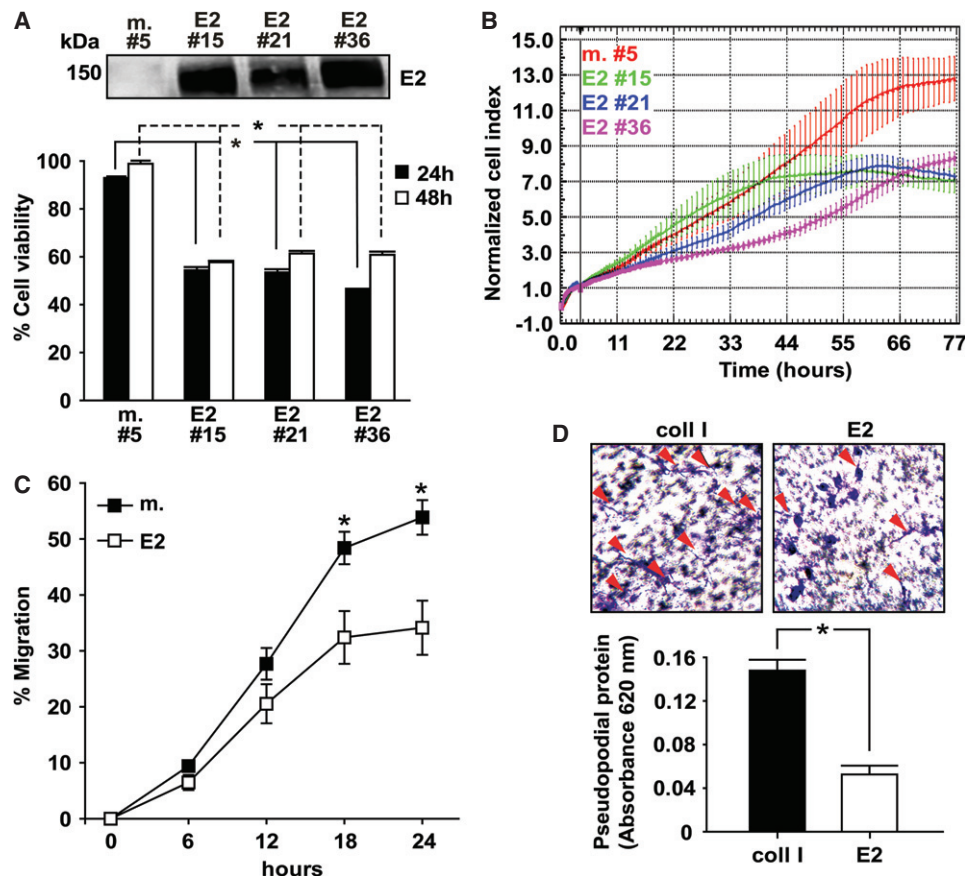 A
m. #5
E2 #15
E2 #21
E2 #36
kDa
150
E2
*
*
% Cell viability
100
80
60
40
20
0
24h
48h
m. #5
E2 #15
E2 #21
E2 #36
B
Normalized cell index
15.0
13.0
11.0
9.0
7.0
5.0
3.0
1.0
-1.0
m. #5
E2 #15
E2 #21
E2 #36
0.0 11 22 33 44 55 66 77
Time (hours)
C
% Migration
60
50
40
30
20
10
0
m.
E2
*
*
0 6 12 18 24
hours
D
coll I
E2
Pseudopodial protein
(Absorbance 620 nm)
0.16
0.12
0.08
0.04
0
*
coll I
E2